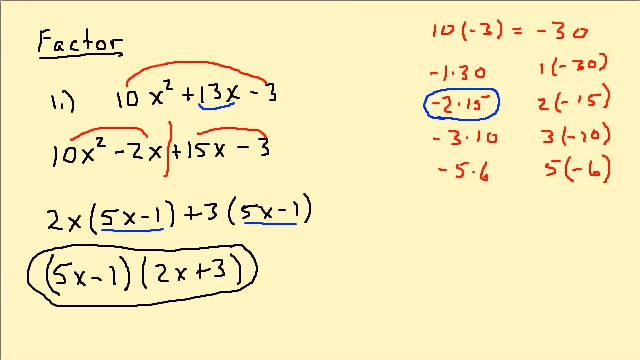 Factor
10(-3) = -30
1.) 10x² + 13x - 3
-1·30 1(-30)
-2·15 2(-15)
10x² - 2x + 15x - 3
-3·10 3(-10)
-5·6 5(-6)
2x(5x-1) + 3(5x-1)
(5x-1)(2x+3)